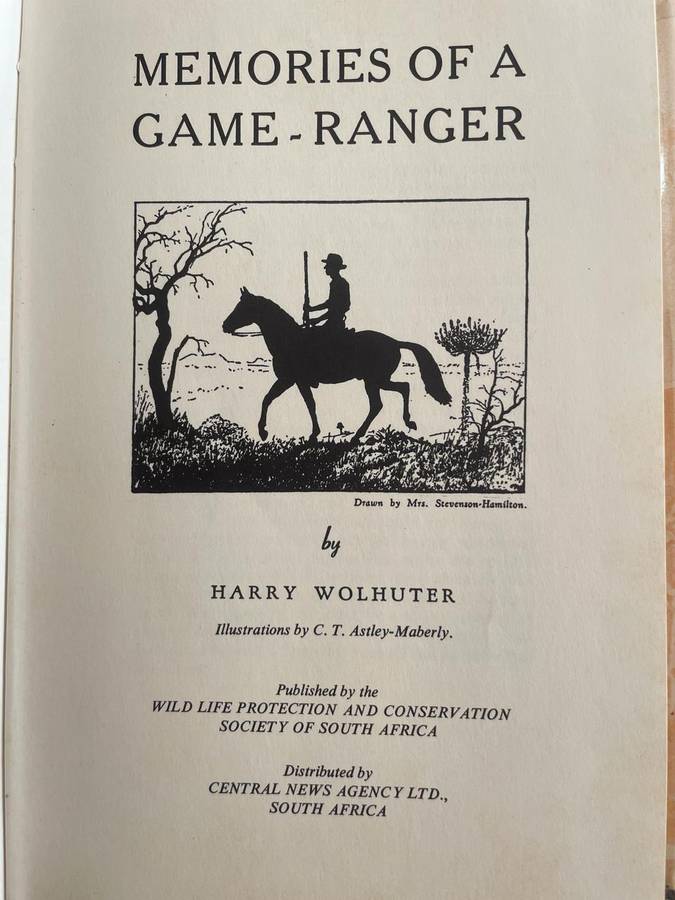 MEMORIES OF A
GAME-RANGER
Drawn by Mrs. Stevenson-Hamilton.
by
HARRY WOLHUTER
Illustrations by C. T. Astley-Maberly.
Published by the
WILD LIFE PROTECTION AND CONSERVATION
SOCIETY OF SOUTH AFRICA
Distributed by
CENTRAL NEWS AGENCY LTD.,
SOUTH AFRICA